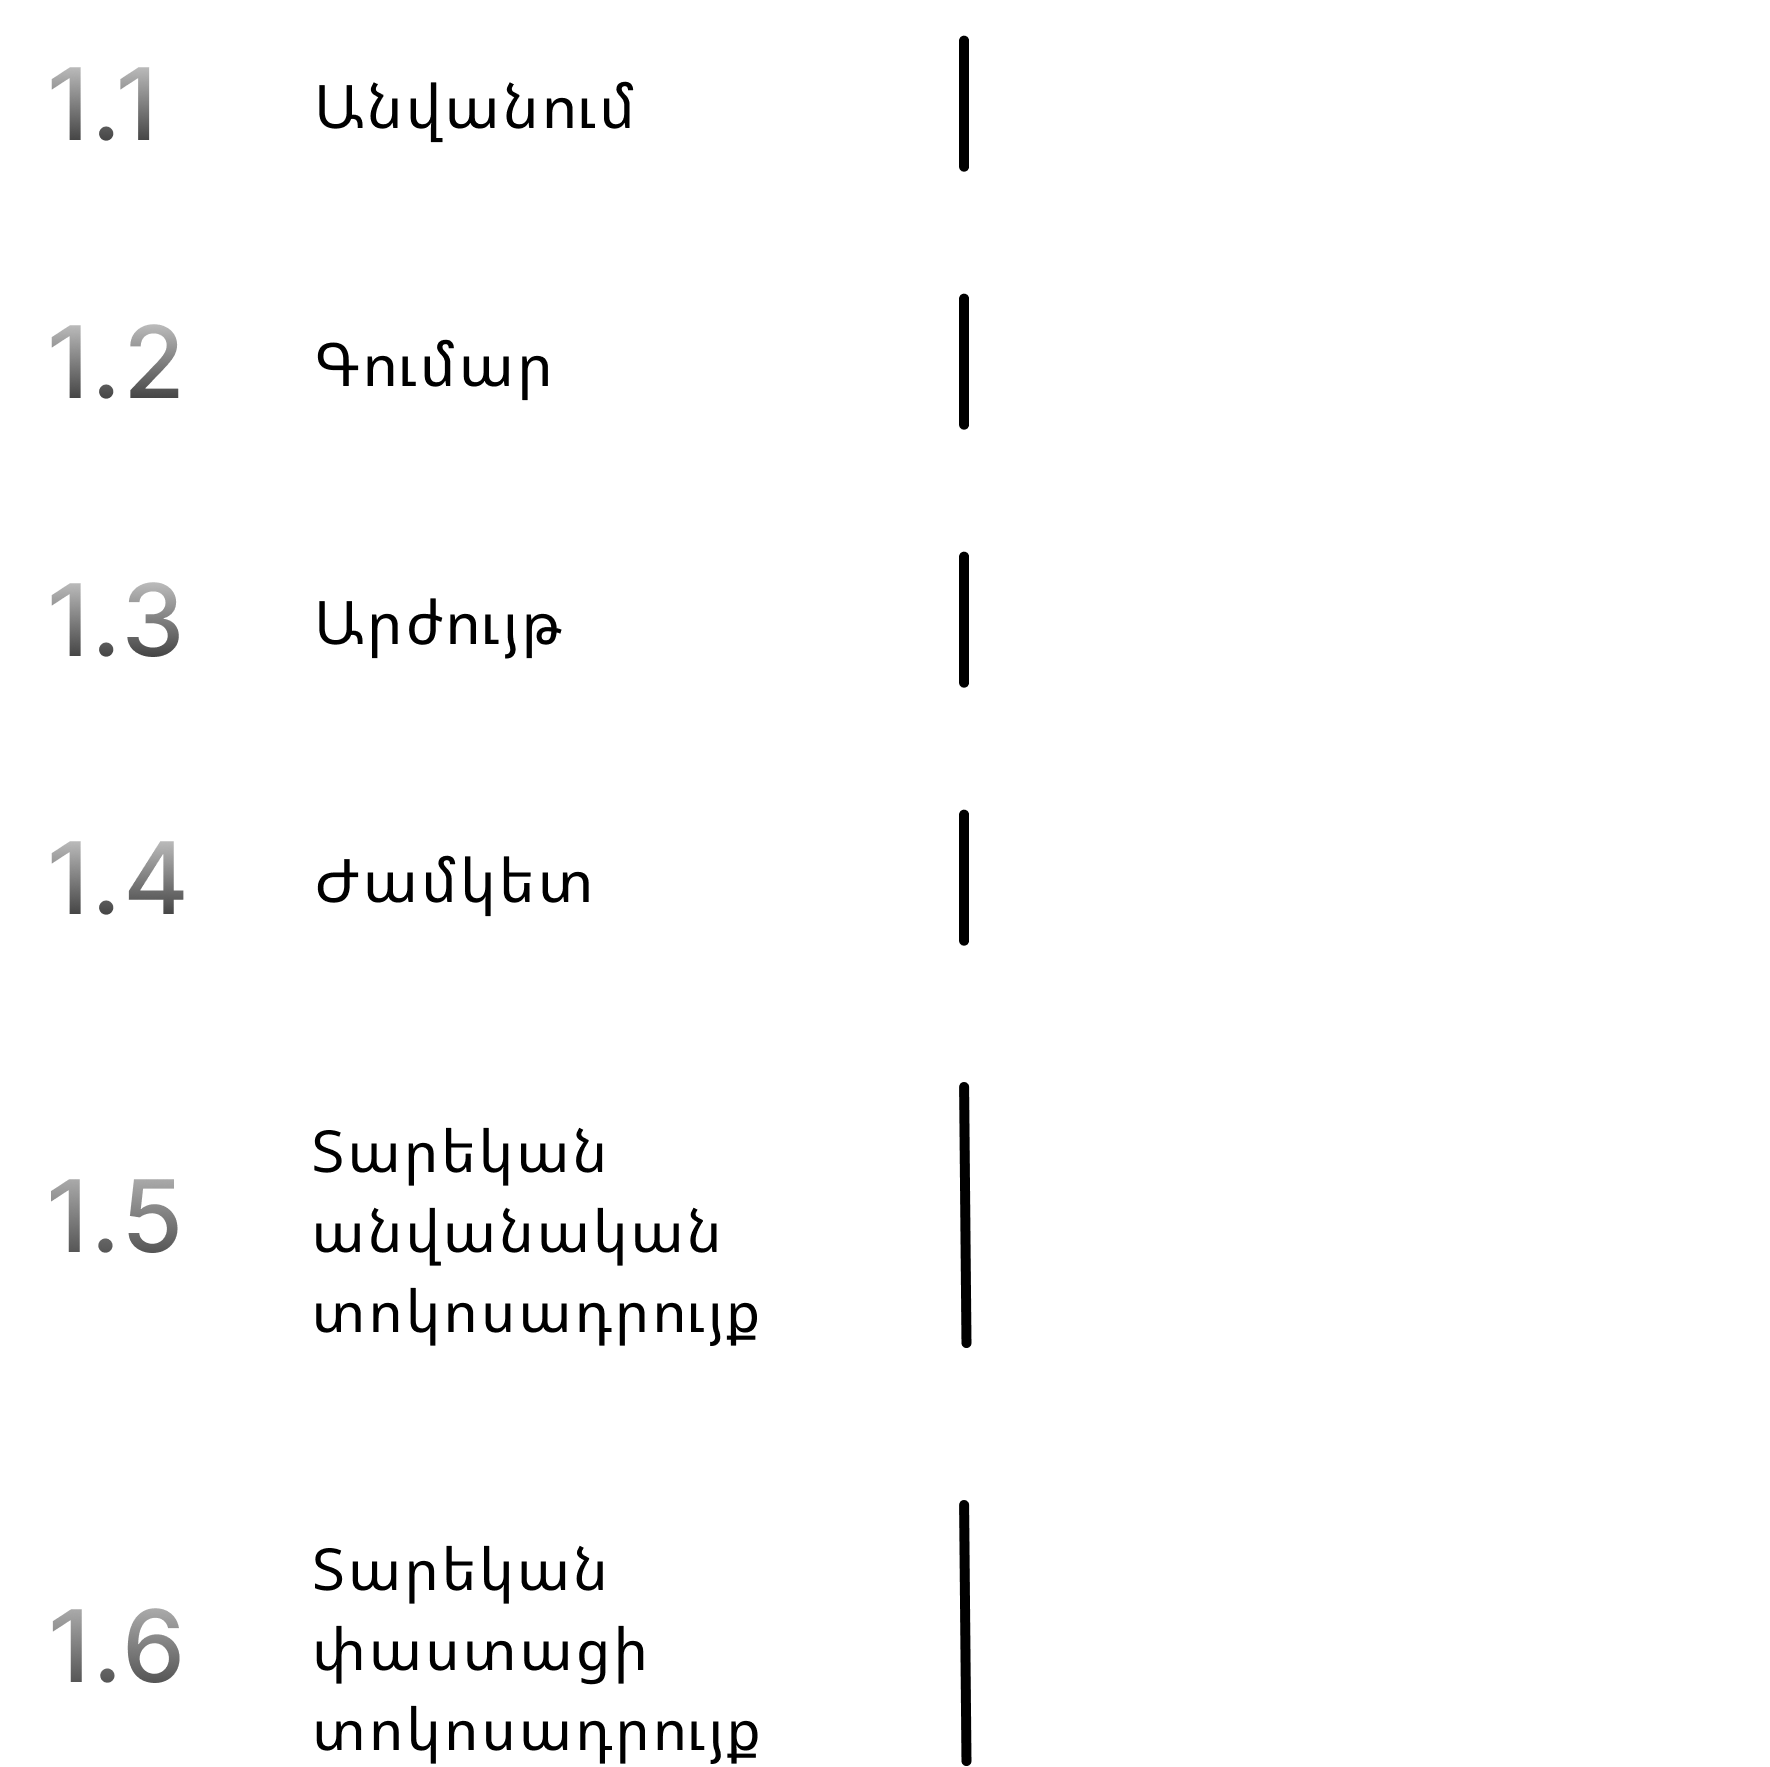 1.1 Անվանում
1.2 Գումար
1.3 Արժույթ
1.4 Ժամկետ
1.5 Տարեկան
անվանական
տոկոսադրույք
1.6 Տարեկան
փաստացի
տոկոսադրույք